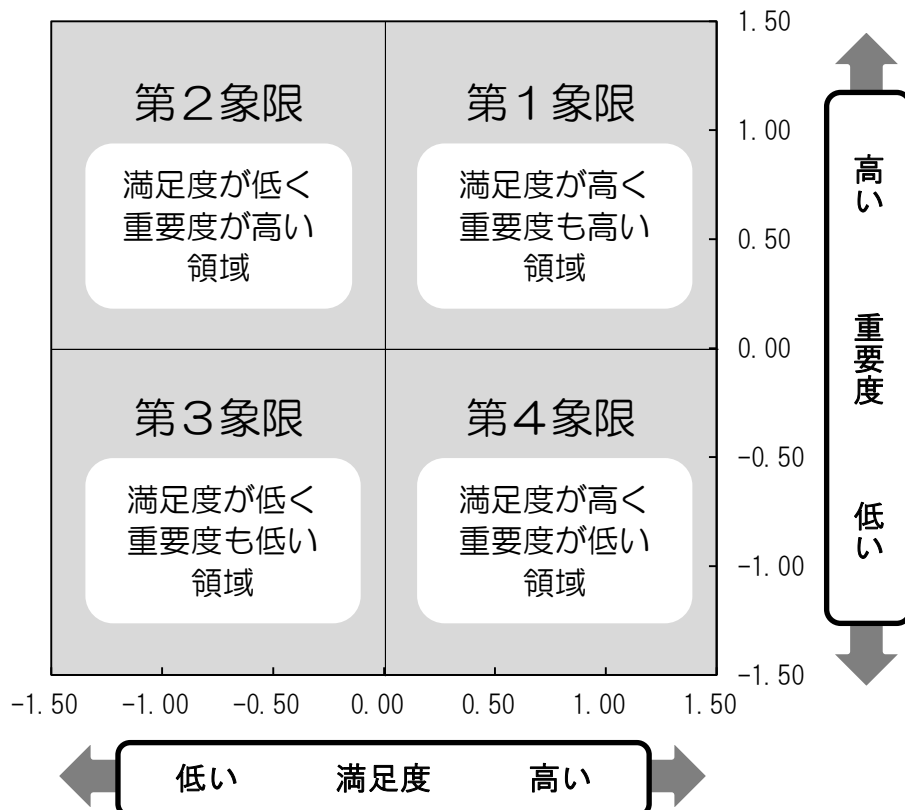 第２象限
満足度が低く
重要度が高い
領域
第１象限
満足度が高く
重要度も高い
領域
第３象限
満足度が低く
重要度も低い
領域
第４象限
満足度が高く
重要度が低い
領域
1.50
1.00
0.50
0.00
-0.50
-1.00
-1.50
高い
重要度
低い
-1.50 -1.00 -0.50 0.00 0.50 1.00 1.50
低い 満足度 高い